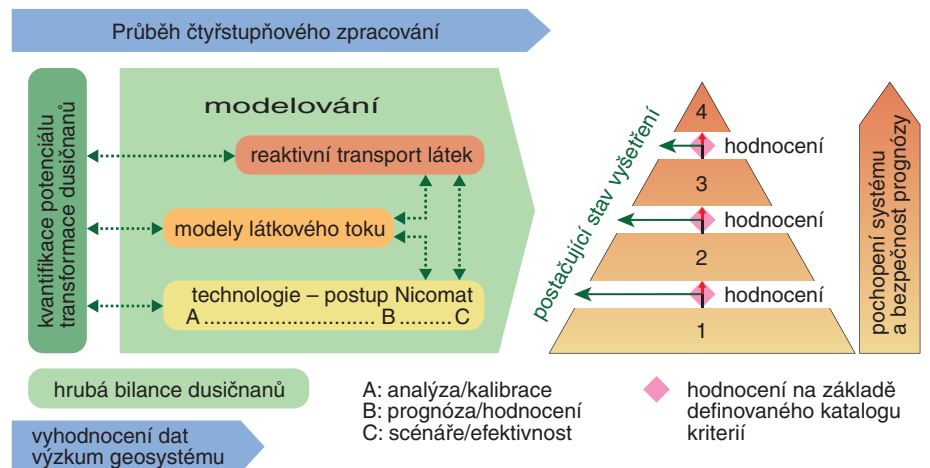 Průběh čtyřstupňového zpracování
kvantifikace potenciálu
transformace dusičnanů
modelování
reaktivní transport látek
modely látkového toku
technologie – postup Nicomat
A ............................. B ......... C
postačující stav vyšetření
4
hodnocení
3
hodnocení
2
hodnocení
1
pochopení systému
a bezpečnost prognózy
hrubá bilance dusičnanů
vyhodnocení dat
výzkum geosystému
A: analýza/kalibrace
B: prognóza/hodnocení
C: scénáře/efektivnost
hodnocení na základě
definovaného katalogu
kriterií